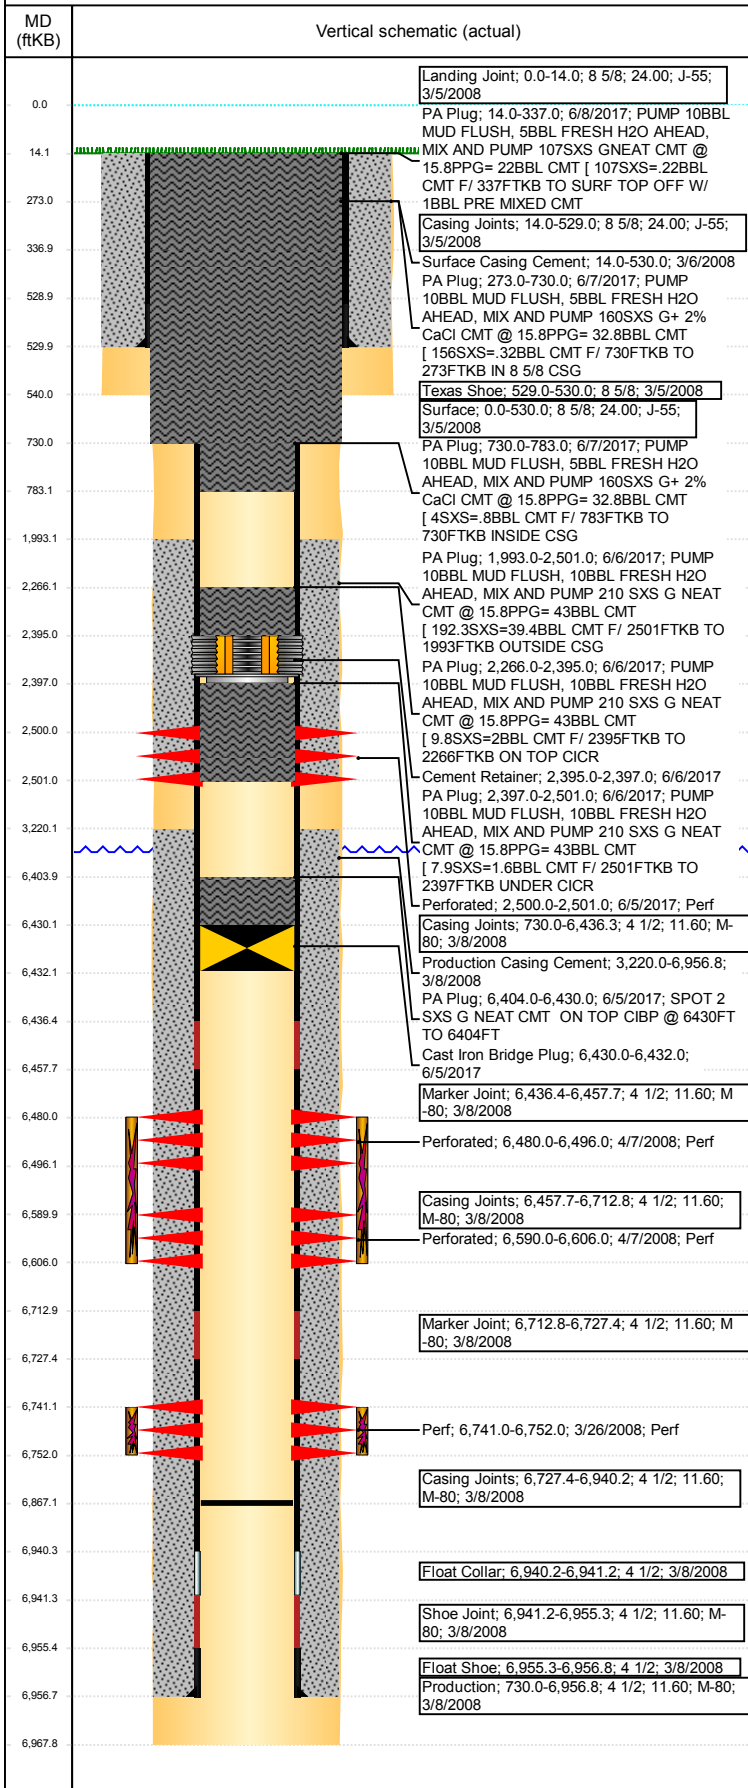 MD
(ftKB)
Vertical schematic (actual)
0.0
14.1
273.0
336.9
528.9
529.9
540.0
730.0
783.1
1,993.1
2,266.1
2,395.0
2,397.0
2,500.0
2,501.0
3,220.1
6,403.9
6,430.1
6,432.1
6,436.4
6,457.7
6,480.0
6,496.1
6,589.9
6,606.0
6,712.9
6,727.4
6,741.1
6,752.0
6,867.1
6,940.3
6,941.3
6,955.4
6,956.7
6,967.8
Landing Joint; 0.0-14.0; 8 5/8; 24.00; J-55;
3/5/2008
PA Plug; 14.0-337.0; 6/8/2017; PUMP 10BBL
MUD FLUSH, 5BBL FRESH H2O AHEAD,
MIX AND PUMP 107SXS GNEAT CMT @
15.8PPG= 22BBL CMT [ 107SXS=.22BBL
CMT F/ 337FTKB TO SURF TOP OFF W/
1BBL PRE MIXED CMT
Casing Joints; 14.0-529.0; 8 5/8; 24.00; J-55;
3/5/2008
Surface Casing Cement; 14.0-530.0; 3/6/2008
PA Plug; 273.0-730.0; 6/7/2017; PUMP
10BBL MUD FLUSH, 5BBL FRESH H2O
AHEAD, MIX AND PUMP 160SXS G+ 2%
CaCl CMT @ 15.8PPG= 32.8BBL CMT
[ 156SXS=.32BBL CMT F/ 730FTKB TO
273FTKB IN 8 5/8 CSG
Texas Shoe; 529.0-530.0; 8 5/8; 3/5/2008
Surface; 0.0-530.0; 8 5/8; 24.00; J-55;
3/5/2008
PA Plug; 730.0-783.0; 6/7/2017; PUMP
10BBL MUD FLUSH, 5BBL FRESH H2O
AHEAD, MIX AND PUMP 160SXS G+ 2%
CaCl CMT @ 15.8PPG= 32.8BBL CMT
[ 4SXS=.8BBL CMT F/ 783FTKB TO
730FTKB INSIDE CSG
PA Plug; 1,993.0-2,501.0; 6/6/2017; PUMP
10BBL MUD FLUSH, 10BBL FRESH H2O
AHEAD, MIX AND PUMP 210 SXS G NEAT
CMT @ 15.8PPG= 43BBL CMT
[ 192.3SXS=39.4BBL CMT F/ 2501FTKB TO
1993FTKB OUTSIDE CSG
PA Plug; 2,266.0-2,395.0; 6/6/2017; PUMP
10BBL MUD FLUSH, 10BBL FRESH H2O
AHEAD, MIX AND PUMP 210 SXS G NEAT
CMT @ 15.8PPG= 43BBL CMT
[ 9.8SXS=2BBL CMT F/ 2395FTKB TO
2266FTKB ON TOP CICR
Cement Retainer; 2,395.0-2,397.0; 6/6/2017
PA Plug; 2,397.0-2,501.0; 6/6/2017; PUMP
10BBL MUD FLUSH, 10BBL FRESH H2O
AHEAD, MIX AND PUMP 210 SXS G NEAT
CMT @ 15.8PPG= 43BBL CMT
[ 7.9SXS=1.6BBL CMT F/ 2501FTKB TO
2397FTKB UNDER CICR
Perforated; 2,500.0-2,501.0; 6/5/2017; Perf
Casing Joints; 730.0-6,436.3; 4 1/2; 11.60; M-
80; 3/8/2008
Production Casing Cement; 3,220.0-6,956.8;
3/8/2008
PA Plug; 6,404.0-6,430.0; 6/5/2017; SPOT 2
SXS G NEAT CMT  ON TOP CIBP @ 6430FT
TO 6404FT
Cast Iron Bridge Plug; 6,430.0-6,432.0;
6/5/2017
Marker Joint; 6,436.4-6,457.7; 4 1/2; 11.60; M
-80; 3/8/2008
Perforated; 6,480.0-6,496.0; 4/7/2008; Perf
Casing Joints; 6,457.7-6,712.8; 4 1/2; 11.60;
M-80; 3/8/2008
Perforated; 6,590.0-6,606.0; 4/7/2008; Perf
Marker Joint; 6,712.8-6,727.4; 4 1/2; 11.60; M
-80; 3/8/2008
Perf; 6,741.0-6,752.0; 3/26/2008; Perf
Casing Joints; 6,727.4-6,940.2; 4 1/2; 11.60;
M-80; 3/8/2008
Float Collar; 6,940.2-6,941.2; 4 1/2; 3/8/2008
Shoe Joint; 6,941.2-6,955.3; 4 1/2; 11.60; M-
80; 3/8/2008
Float Shoe; 6,955.3-6,956.8; 4 1/2; 3/8/2008
Production; 730.0-6,956.8; 4 1/2; 11.60; M-80;
3/8/2008